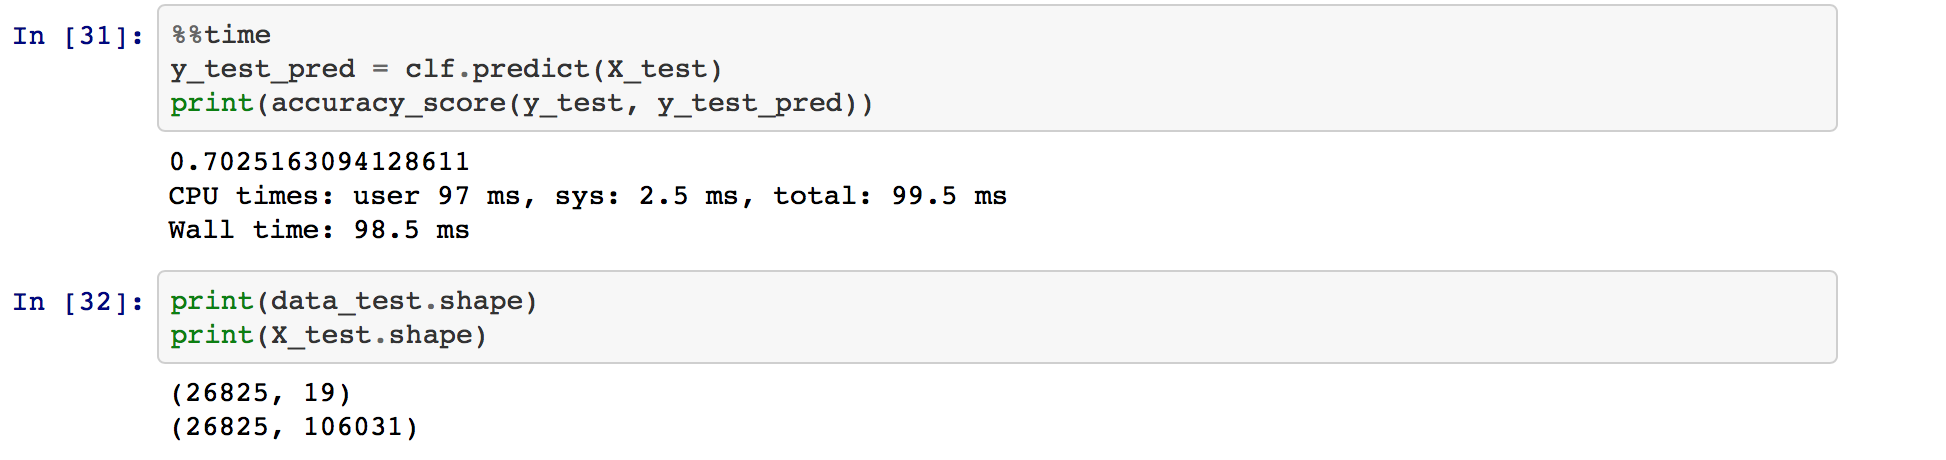 In [31]:
%%time
y_test_pred = clf.predict(X_test)
print(accuracy_score(y_test, y_test_pred))
0.7025163094128611
CPU times: user 97 ms, sys: 2.5 ms, total: 99.5 ms
Wall time: 98.5 ms
In [32]:
print(data_test.shape)
print(X_test.shape)
(26825, 19)
(26825, 106031)